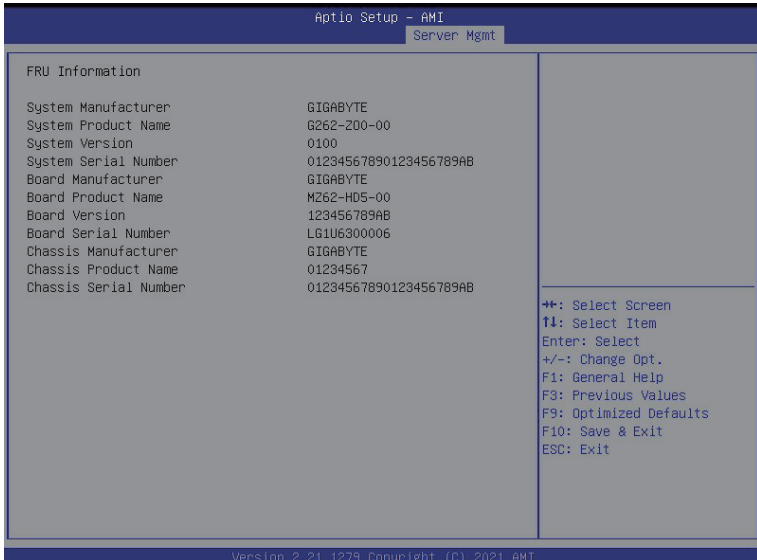 Aptio Setup – AMI
Server Mgmt
FRU Information
System Manufacturer GIGABYTE
System Product Name G262-Z00-00
System Version 0100
System Serial Number 01234567890123456789AB
Board Manufacturer GIGABYTE
Board Product Name MZ62-HD5-00
Board Version 123456789AB
Board Serial Number LG1U6300006
Chassis Manufacturer GIGABYTE
Chassis Product Name 01234567
Chassis Serial Number 01234567890123456789AB
→←: Select Screen
↑↓: Select Item
Enter: Select
+/-: Change Opt.
F1: General Help
F3: Previous Values
F9: Optimized Defaults
F10: Save & Exit
ESC: Exit
Version 2.21.1279 Copyright (C) 2021 AMI